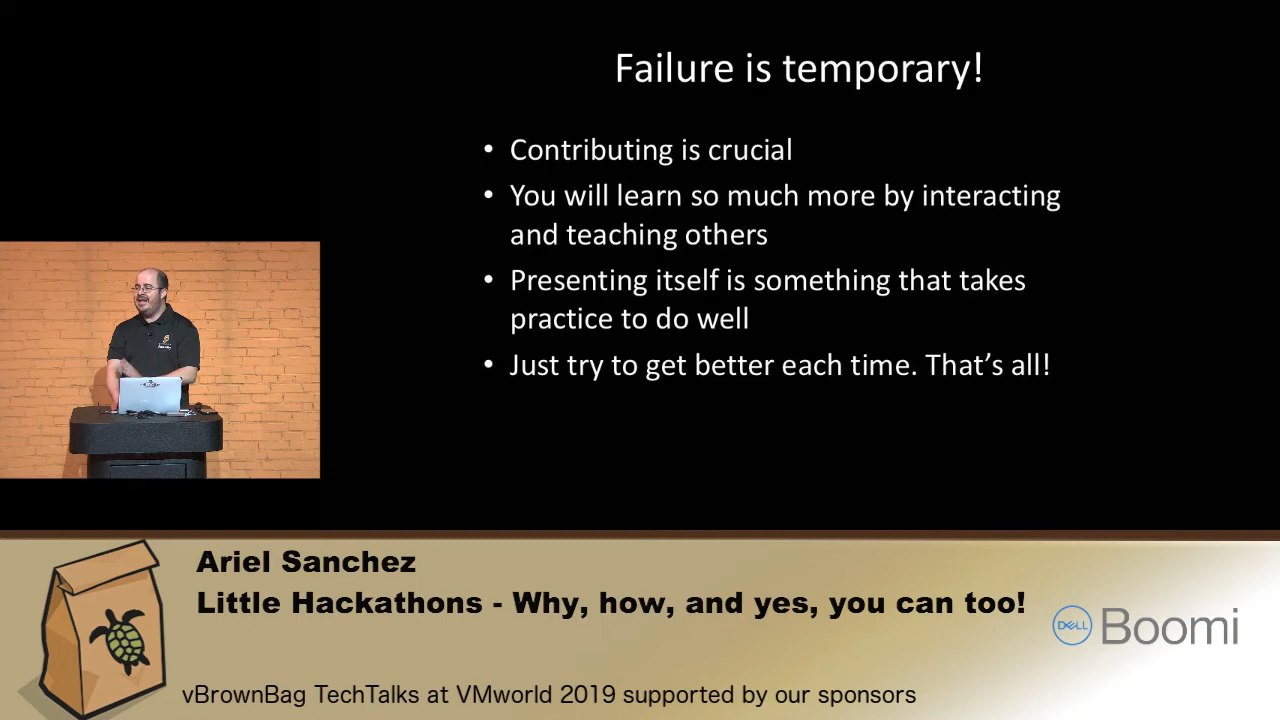 Failure is temporary!
• Contributing is crucial
• You will learn so much more by interacting
and teaching others
• Presenting itself is something that takes
practice to do well
• Just try to get better each time. That’s all!
Ariel Sanchez
Little Hackathons - Why, how, and yes, you can too!
DELL Boomi
vBrownBag TechTalks at VMworld 2019 supported by our sponsors